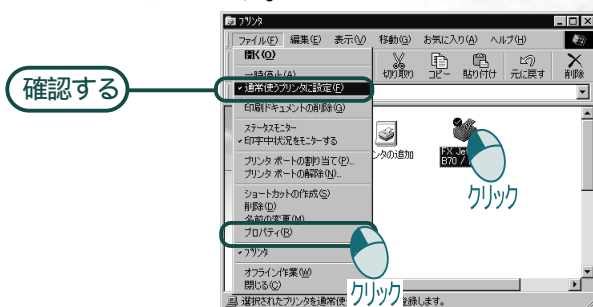 プリンタ
ファイル(F) 編集(E) 表示(V) 移動(G) お気に入り(A) ヘルプ(H)
開く(O)
一時停止(A)
通常使うプリンタに設定(F)
印刷ドキュメントの削除(G)
ステータスモニター
印字中状況をモニターする
プリンタ ポートの割り当て(P)...
プリンタ ポートの解除(N)...
ショートカットの作成(S)
削除(D)
名前の変更(M)
プロパティ(R)
プリンタ
オフライン作業(W)
閉じる(C)
切り取り コピー 貼り付け 元に戻す 削除
ンタの追加
FX Je
B70 /
確認する
クリック
クリック
選択されたプリンタを通常使 登録します。